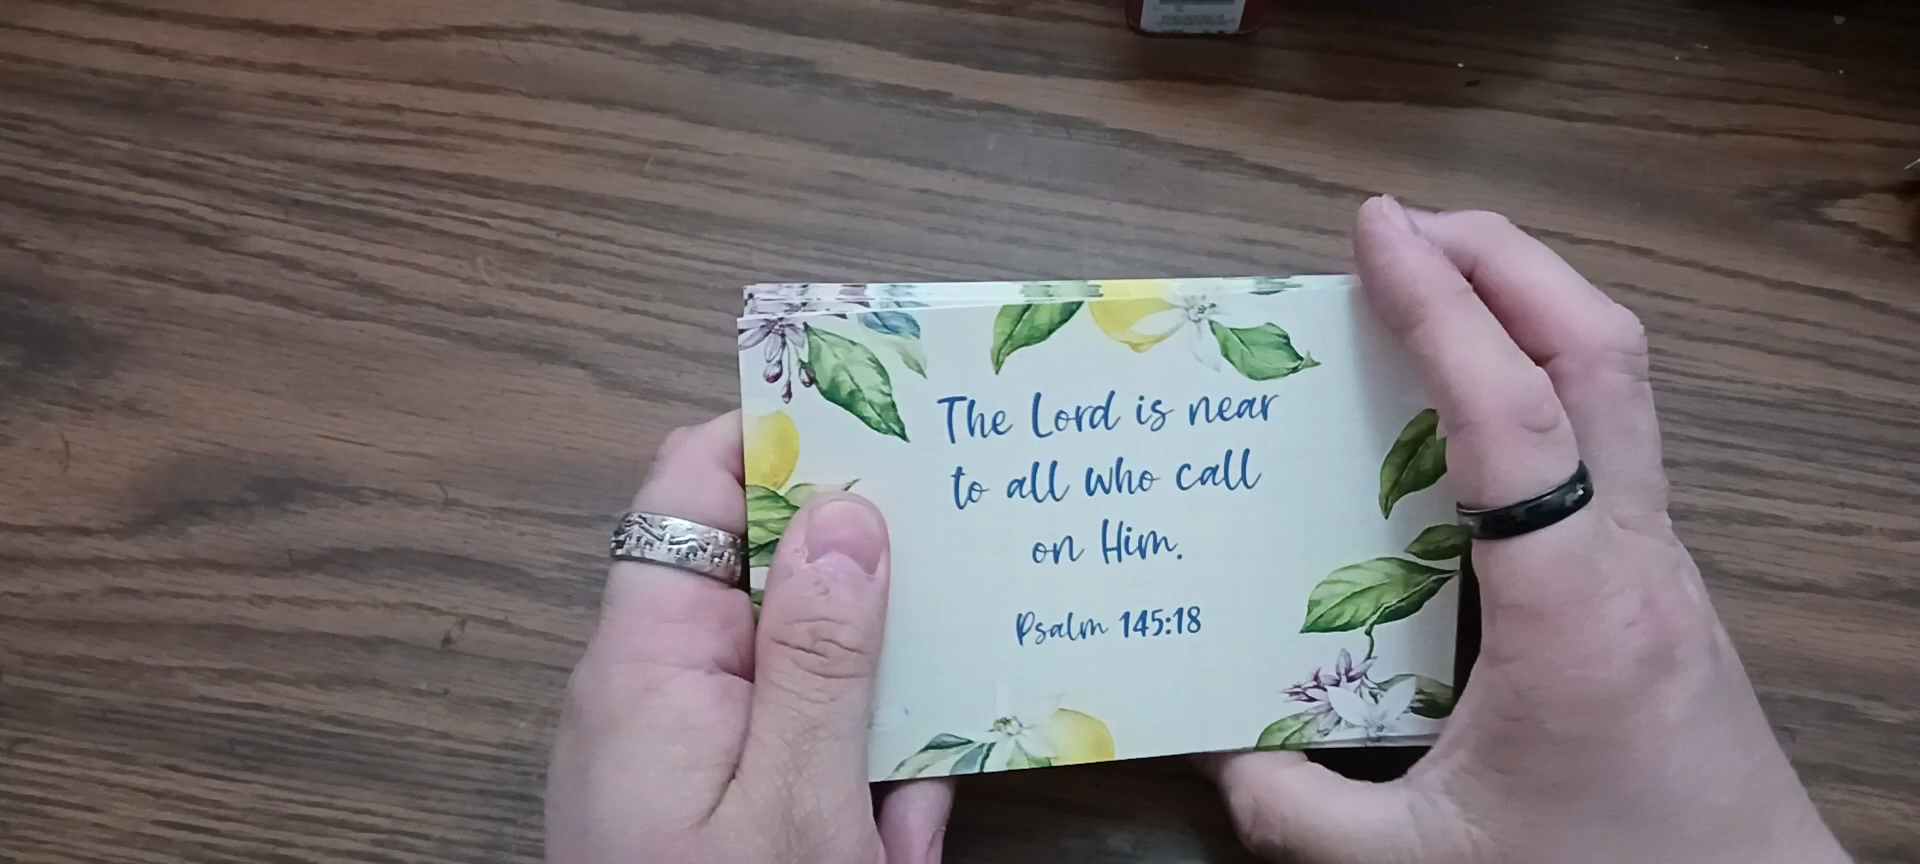 The Lord is near
to all who call
on Him.
Psalm 145:18